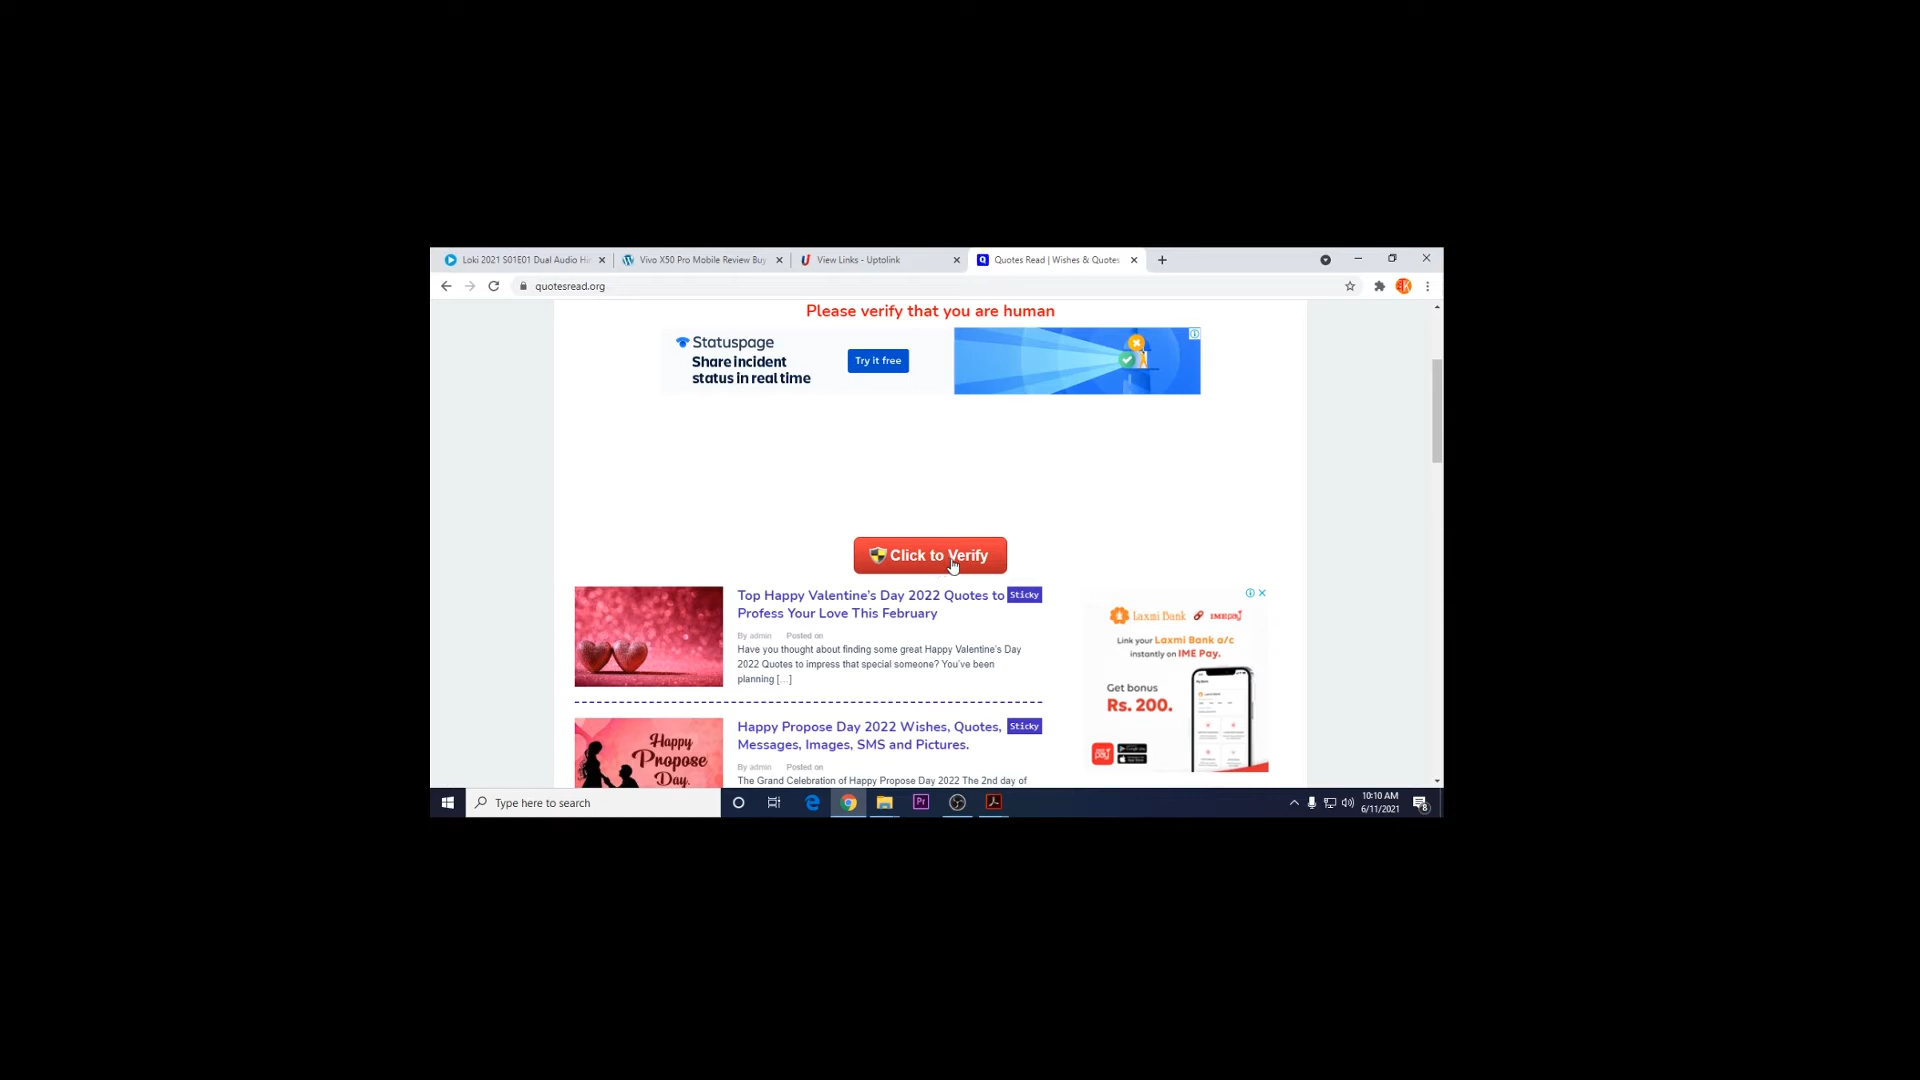 Loki 2021 S01E01 Dual Audio Hi
Vivo X50 Pro Mobile Review Buy
View Links - Uptolink
Quotes Read | Wishes & Quotes
quotesread.org
Please verify that you are human
Statuspage
Share incident
status in real time
Try it free
Click to Verify
Top Happy Valentine's Day 2022 Quotes to
Profess Your Love This February
Sticky
By admin Posted on
Have you thought about finding some great Happy Valentine's Day
2022 Quotes to impress that special someone? You've been
planning [...]
Happy
Propose
Day.
Happy Propose Day 2022 Wishes, Quotes,
Messages, Images, SMS and Pictures.
Sticky
By admin Posted on
The Grand Celebration of Happy Propose Day 2022 The 2nd day of
Laxmi Bank
IME pay
Link your Laxmi Bank a/c
instantly on IME Pay.
Get bonus
Rs. 200.
Type here to search
Pr
10:10 AM
6/11/2021
8